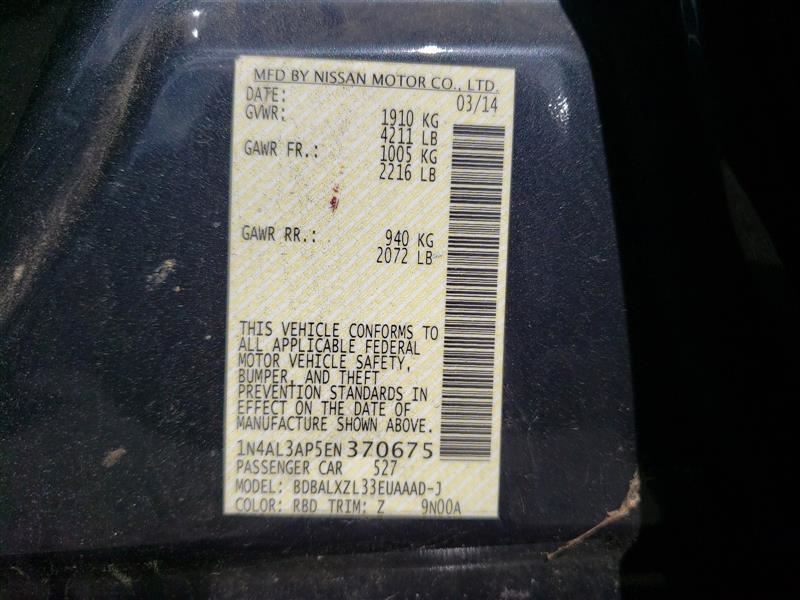 MFD BY NISSAN MOTOR CO., LTD.
DATE: 03/14
GVWR: 1910 KG
4211 LB
GAWR FR.: 1005 KG
2216 LB
GAWR RR.: 940 KG
2072 LB
THIS VEHICLE CONFORMS TO
ALL APPLICABLE FEDERAL
MOTOR VEHICLE SAFETY,
BUMPER, AND THEFT
PREVENTION STANDARDS IN
EFFECT ON THE DATE OF
MANUFACTURE SHOWN ABOVE.
1N4AL3AP5EN370675
PASSENGER CAR 527
MODEL: BDBALXZL33EUAAAD-J
COLOR: RBD TRIM: Z 9N00A